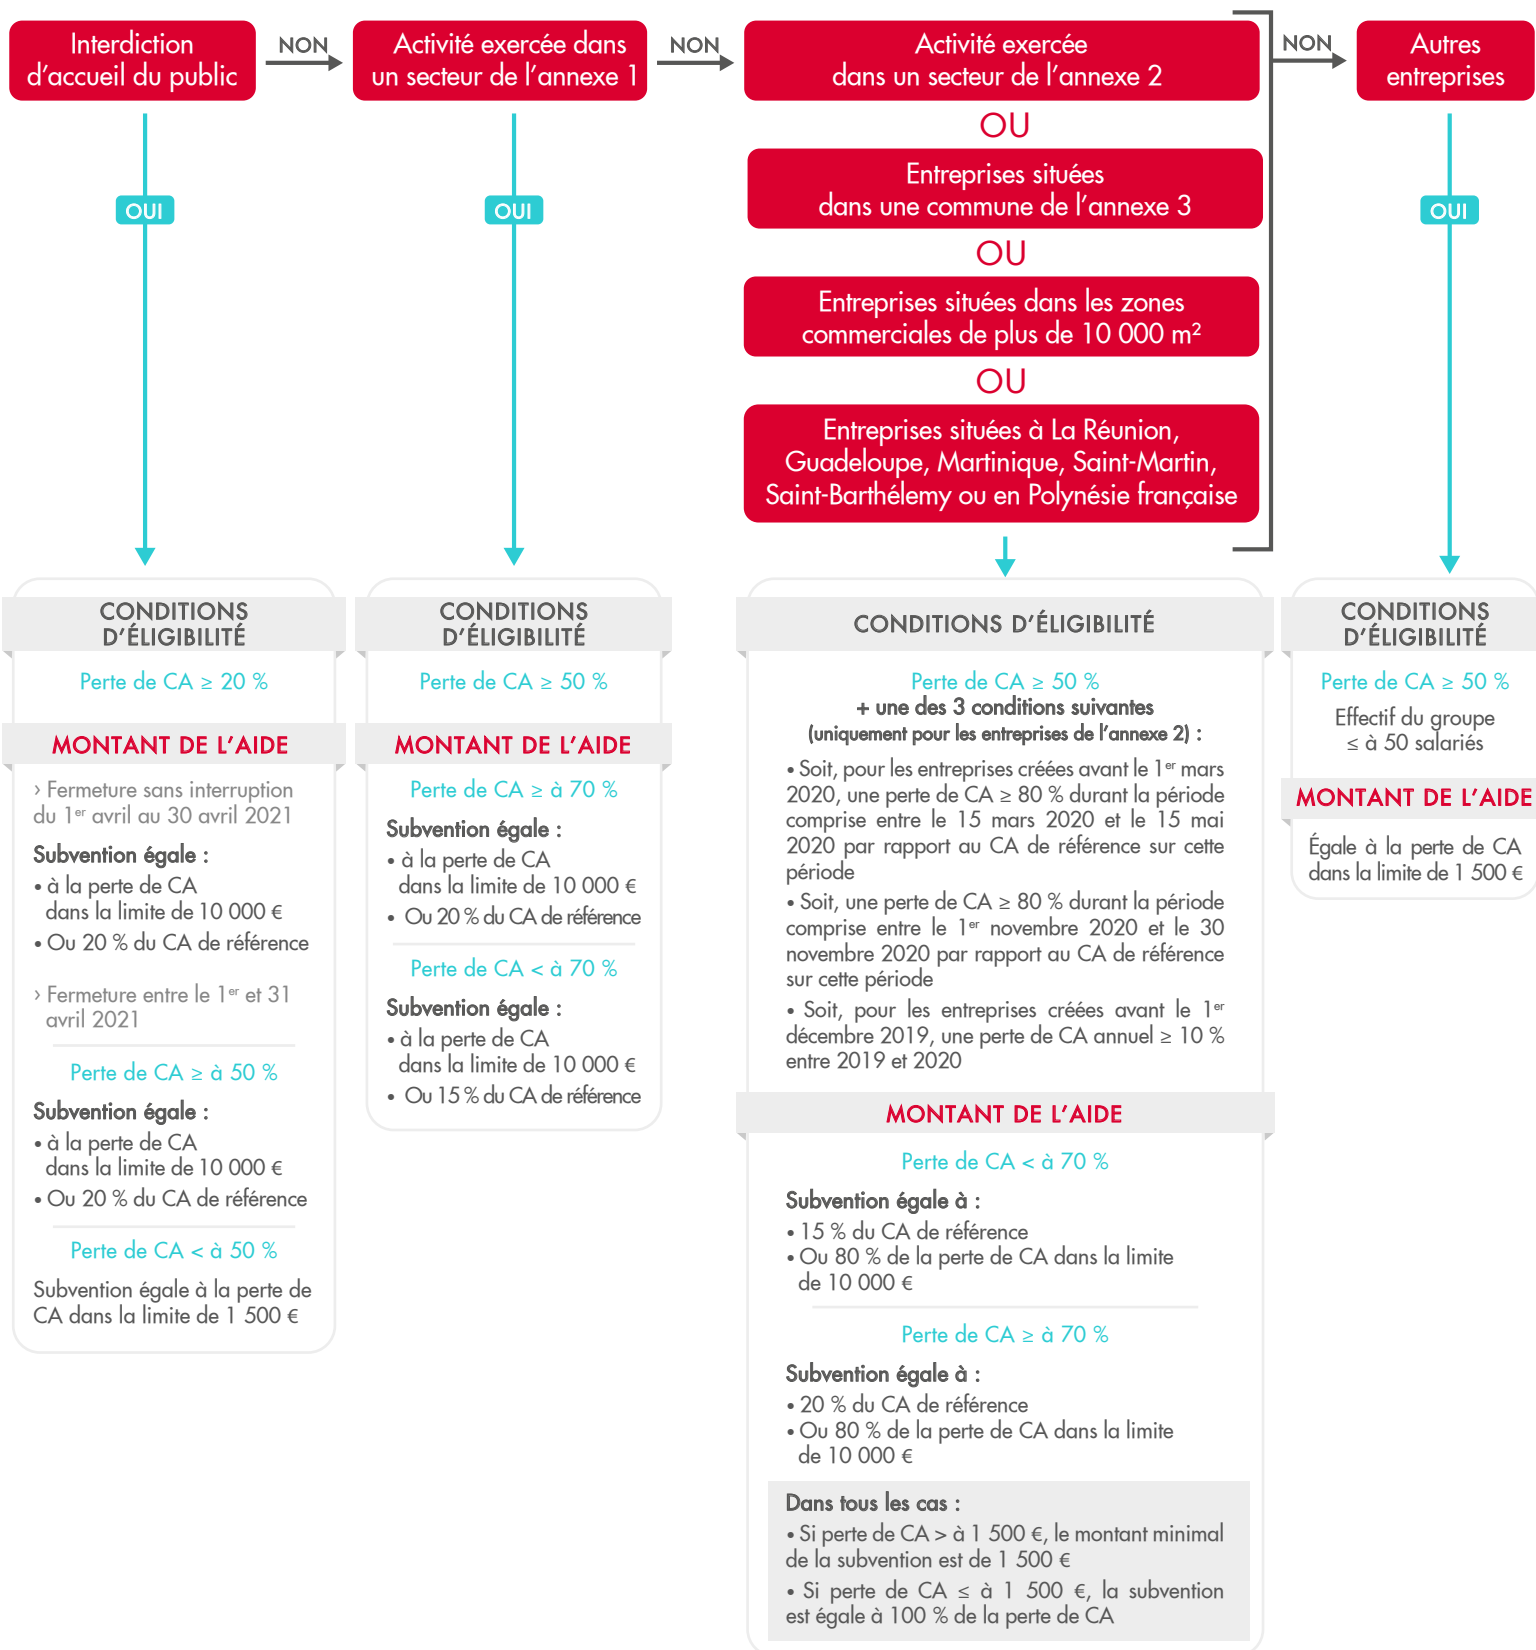 Interdiction
d'accueil du public
NON
Activité exercée dans
un secteur de l'annexe 1
NON
Activité exercée
dans un secteur de l'annexe 2
OU
Entreprises situées
dans une commune de l'annexe 3
OU
Entreprises situées dans les zones
commerciales de plus de 10 000 m²
OU
Entreprises situées à La Réunion,
Guadeloupe, Martinique, Saint-Martin,
Saint-Barthélemy ou en Polynésie française
NON
Autres
entreprises
OUI
OUI
OUI
CONDITIONS
D'ÉLIGIBILITÉ
Perte de CA ≥ 20 %
MONTANT DE L'AIDE
› Fermeture sans interruption
du 1er avril au 30 avril 2021
Subvention égale :
• à la perte de CA
dans la limite de 10 000 €
• Ou 20 % du CA de référence
› Fermeture entre le 1er et 31
avril 2021
Perte de CA ≥ à 50 %
Subvention égale :
• à la perte de CA
dans la limite de 10 000 €
• Ou 20 % du CA de référence
Perte de CA < à 50 %
Subvention égale à la perte de
CA dans la limite de 1 500 €
CONDITIONS
D'ÉLIGIBILITÉ
Perte de CA ≥ 50 %
MONTANT DE L'AIDE
Perte de CA ≥ à 70 %
Subvention égale :
• à la perte de CA
dans la limite de 10 000 €
• Ou 20 % du CA de référence
Perte de CA < à 70 %
Subvention égale :
• à la perte de CA
dans la limite de 10 000 €
• Ou 15 % du CA de référence
CONDITIONS D'ÉLIGIBILITÉ
Perte de CA ≥ 50 %
+ une des 3 conditions suivantes
(uniquement pour les entreprises de l'annexe 2) :
• Soit, pour les entreprises créées avant le 1er mars
2020, une perte de CA ≥ 80 % durant la période
comprise entre le 15 mars 2020 et le 15 mai
2020 par rapport au CA de référence sur cette
période
• Soit, une perte de CA ≥ 80 % durant la période
comprise entre le 1er novembre 2020 et le 30
novembre 2020 par rapport au CA de référence
sur cette période
• Soit, pour les entreprises créées avant le 1er
décembre 2019, une perte de CA annuel ≥ 10 %
entre 2019 et 2020
MONTANT DE L'AIDE
Perte de CA < à 70 %
Subvention égale à :
• 15 % du CA de référence
• Ou 80 % de la perte de CA dans la limite
de 10 000 €
Perte de CA ≥ à 70 %
Subvention égale à :
• 20 % du CA de référence
• Ou 80 % de la perte de CA dans la limite
de 10 000 €
Dans tous les cas :
• Si perte de CA > à 1 500 €, le montant minimal
de la subvention est de 1 500 €
• Si perte de CA ≤ à 1 500 €, la subvention
est égale à 100 % de la perte de CA
CONDITIONS
D'ÉLIGIBILITÉ
Perte de CA ≥ 50 %
Effectif du groupe
≤ à 50 salariés
MONTANT DE L'AIDE
Égale à la perte de CA
dans la limite de 1 500 €